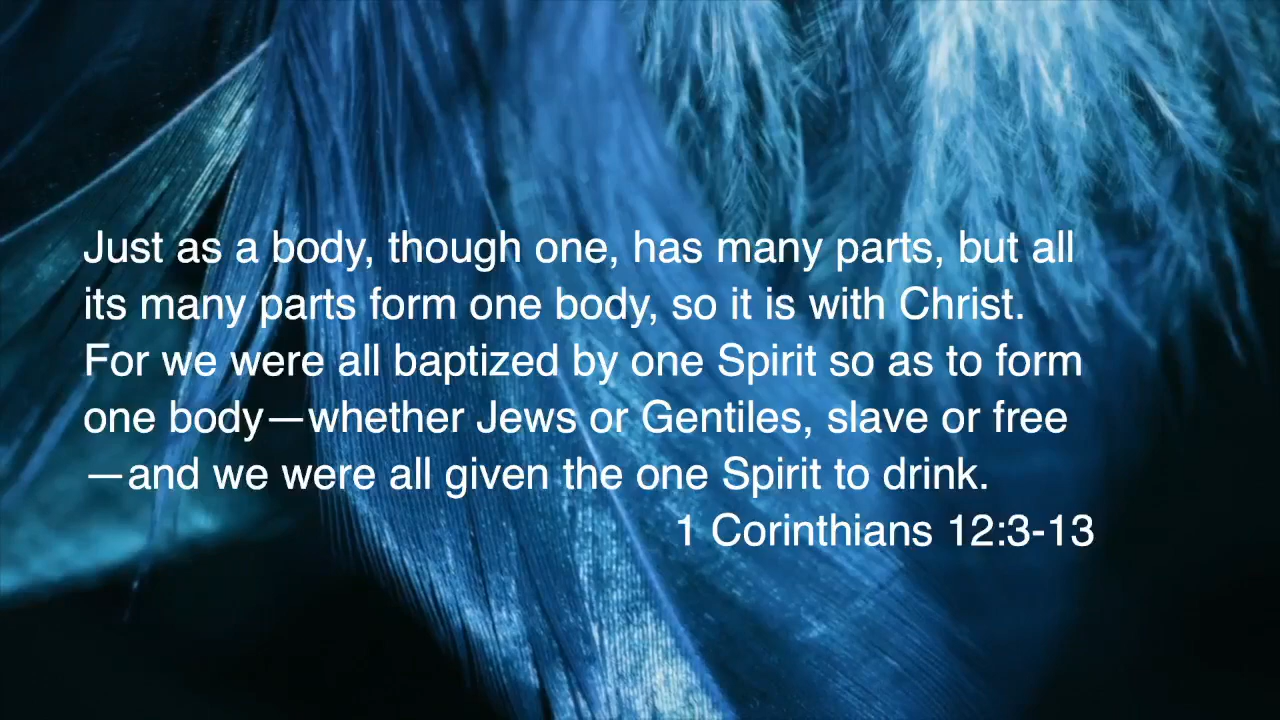 Just as a body, though one, has many parts, but all
its many parts form one body, so it is with Christ.
For we were all baptized by one Spirit so as to form
one body—whether Jews or Gentiles, slave or free
—and we were all given the one Spirit to drink.
1 Corinthians 12:3-13